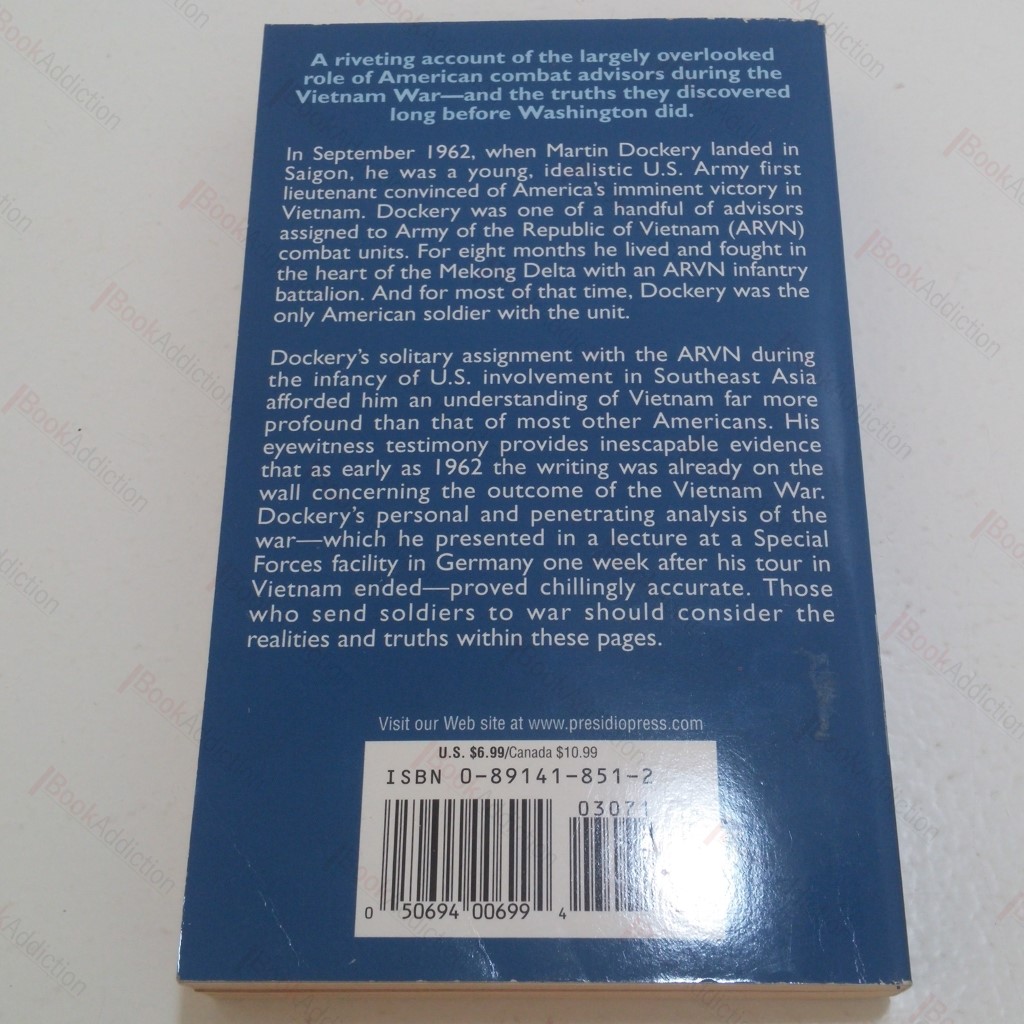 A riveting account of the largely overlooked
role of American combat advisors during the
Vietnam War—and the truths they discovered
long before Washington did.
In September 1962, when Martin Dockery landed in
Saigon, he was a young, idealistic U.S. Army first
lieutenant convinced of America's imminent victory in
Vietnam. Dockery was one of a handful of advisors
assigned to Army of the Republic of Vietnam (ARVN)
combat units. For eight months he lived and fought in
the heart of the Mekong Delta with an ARVN infantry
battalion. And for most of that time, Dockery was the
only American soldier with the unit.
Dockery's solitary assignment with the ARVN during
the infancy of U.S. involvement in Southeast Asia
afforded him an understanding of Vietnam far more
profound than that of most other Americans. His
eyewitness testimony provides inescapable evidence
that as early as 1962 the writing was already on the
wall concerning the outcome of the Vietnam War.
Dockery's personal and penetrating analysis of the
war—which he presented in a lecture at a Special
Forces facility in Germany one week after his tour in
Vietnam ended—proved chillingly accurate. Those
who send soldiers to war should consider the
realities and truths within these pages.
Visit our Web site at www.presidiopress.com
U.S. $6.99/Canada $10.99
ISBN 0-89141-851-2
03071
0 50694 00699 4
BookAddiction